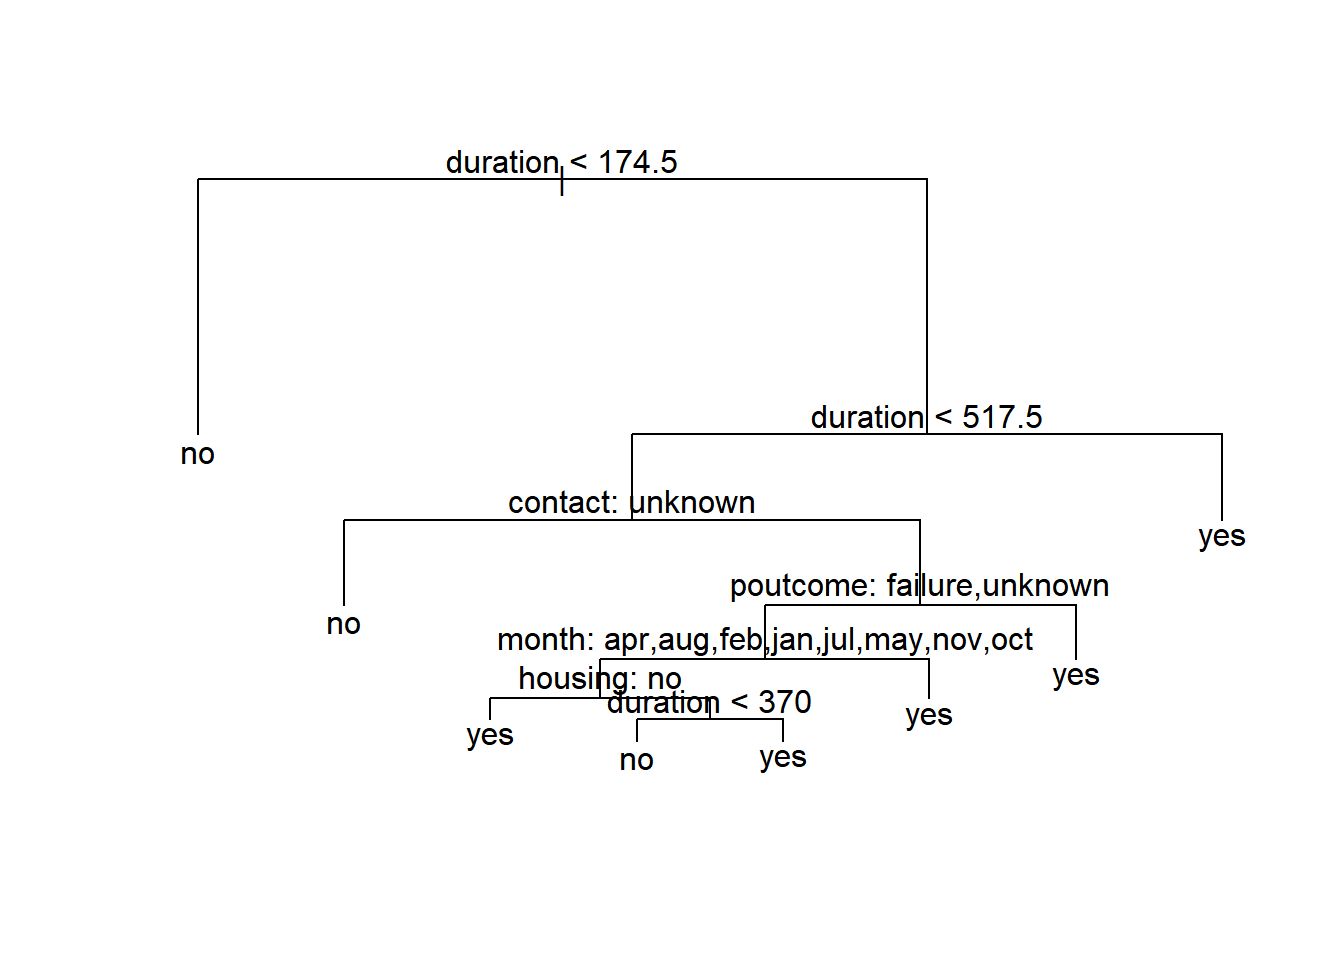 duration < 174.5
duration < 517.5
no
contact: unknown
yes
poutcome: failure,unknown
no
month: apr,aug,feb,jan,jul,may,nov,oct
housing: no
yes
duration < 370
yes
yes
no
yes